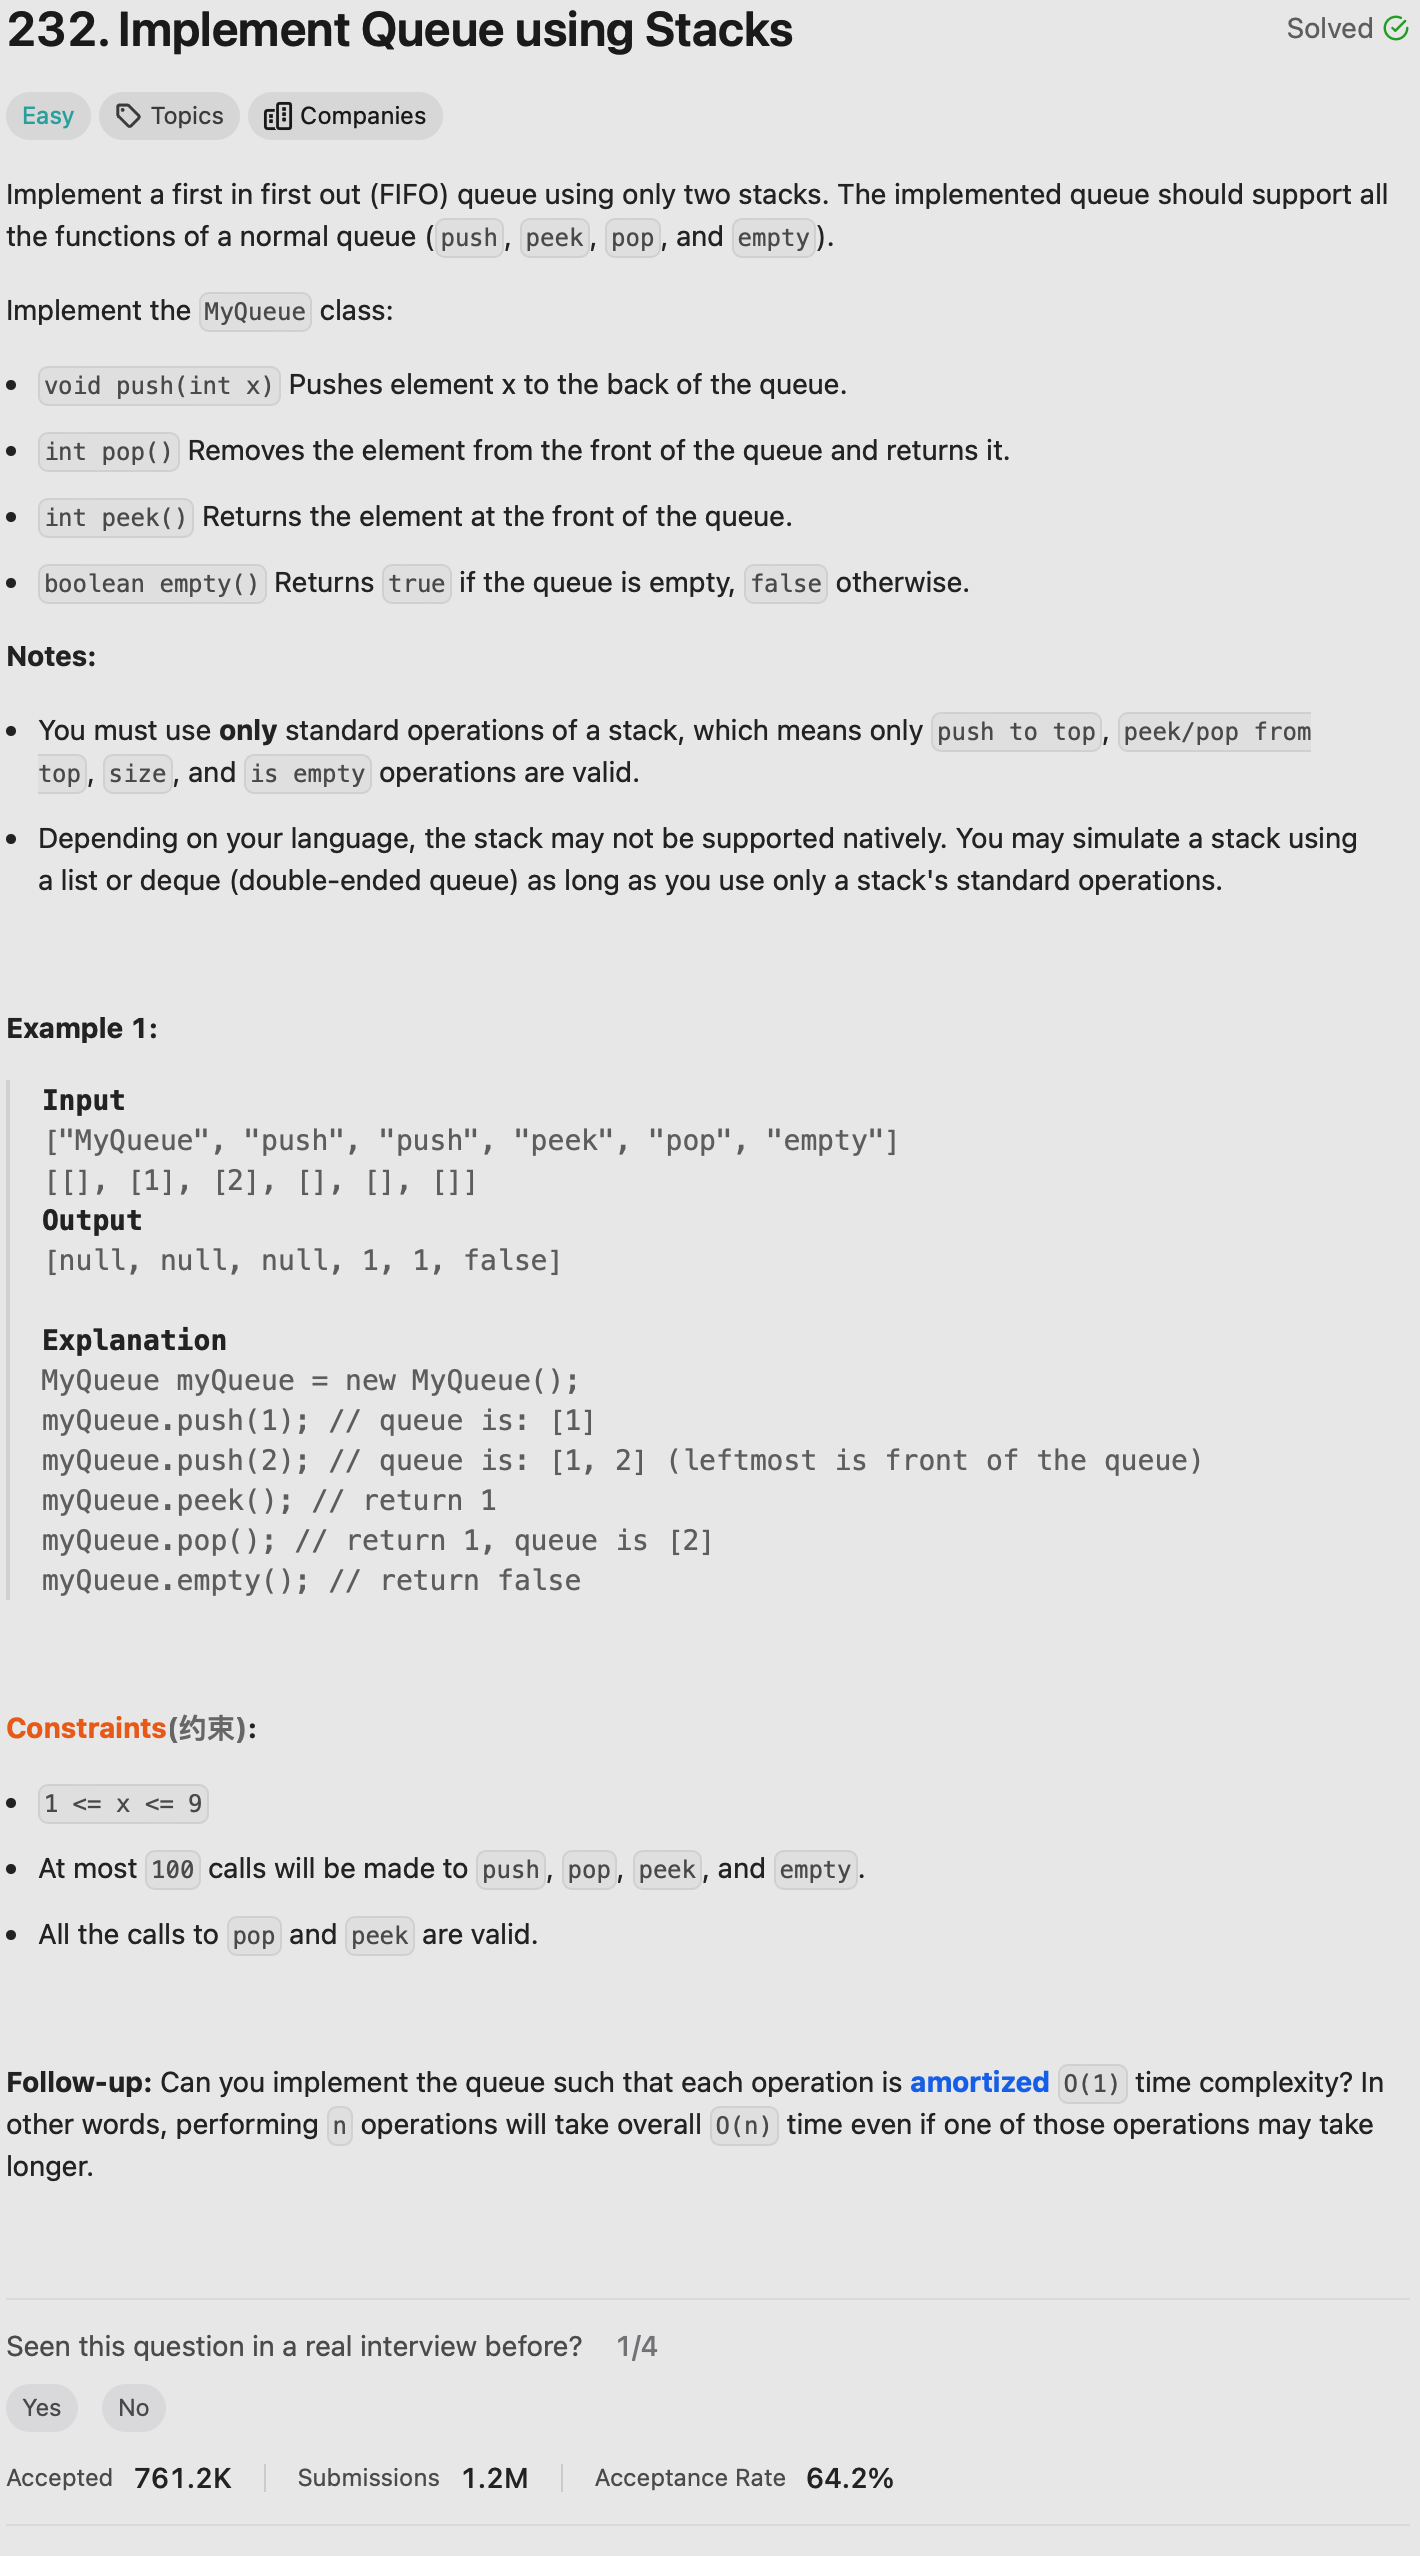 232. Implement Queue using Stacks
Solved
Easy
Topics
Companies
Implement a first in first out (FIFO) queue using only two stacks. The implemented queue should support all
the functions of a normal queue (push, peek, pop, and empty).
Implement the MyQueue class:
void push(int x) Pushes element x to the back of the queue.
int pop() Removes the element from the front of the queue and returns it.
int peek() Returns the element at the front of the queue.
boolean empty() Returns true if the queue is empty, false otherwise.
Notes:
You must use only standard operations of a stack, which means only push to top, peek/pop from
top, size, and is empty operations are valid.
Depending on your language, the stack may not be supported natively. You may simulate a stack using
a list or deque (double-ended queue) as long as you use only a stack's standard operations.
Example 1:
Input
["MyQueue", "push", "push", "peek", "pop", "empty"]
[[], [1], [2], [], [], []]
Output
[null, null, null, 1, 1, false]
Explanation
MyQueue myQueue = new MyQueue();
myQueue.push(1); // queue is: [1]
myQueue.push(2); // queue is: [1, 2] (leftmost is front of the queue)
myQueue.peek(); // return 1
myQueue.pop(); // return 1, queue is [2]
myQueue.empty(); // return false
Constraints(约束):
1 <= x <= 9
At most 100 calls will be made to push, pop, peek, and empty.
All the calls to pop and peek are valid.
Follow-up: Can you implement the queue such that each operation is amortized O(1) time complexity? In
other words, performing n operations will take overall O(n) time even if one of those operations may take
longer.
Seen this question in a real interview before? 1/4
Yes
No
Accepted 761.2K
Submissions 1.2M
Acceptance Rate 64.2%